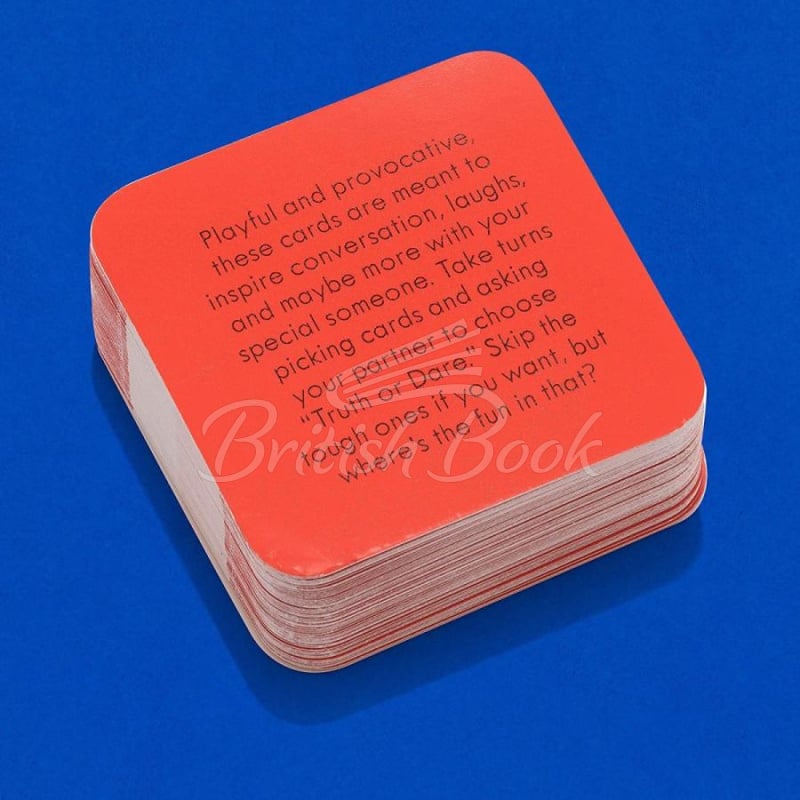 Playful and provocative,
these cards are meant to
inspire conversation, laughs,
and maybe more with your
special someone. Take turns
picking cards and asking
your partner to choose
"Truth or Dare." Skip the
tough ones if you want, but
where's the fun in that?
British Book